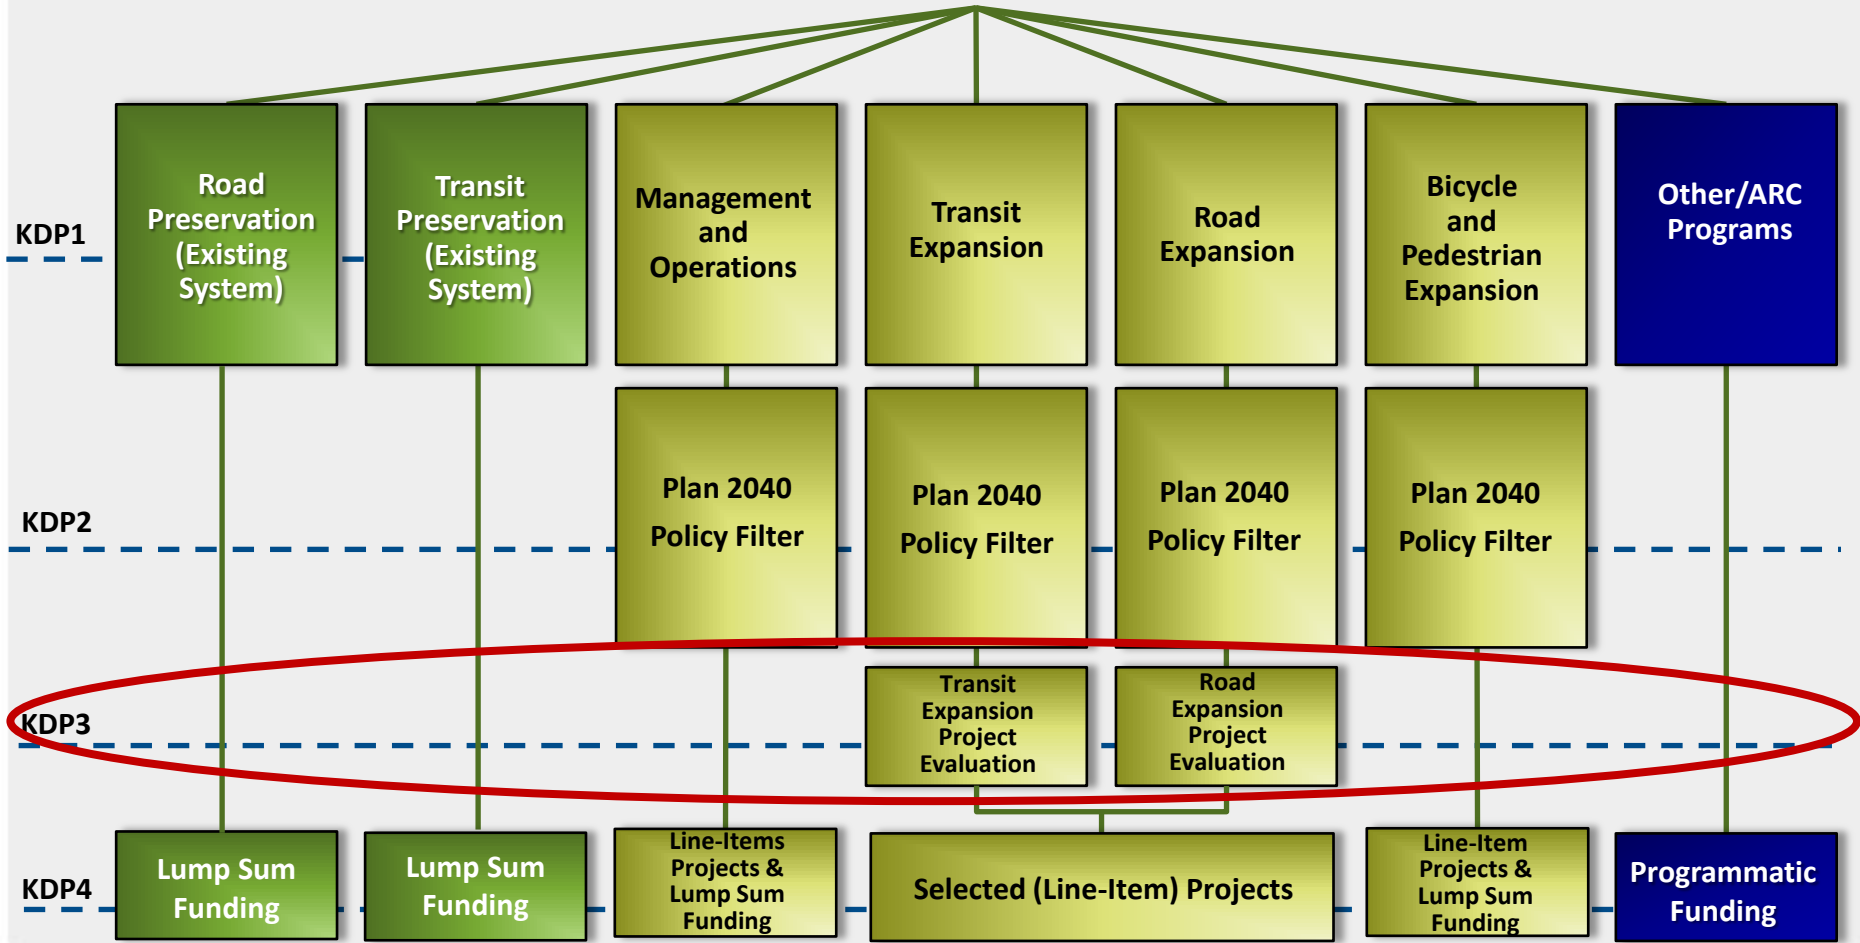 KDP1
Road
Preservation
(Existing
System)
Transit
Preservation
(Existing
System)
Management
and
Operations
Transit
Expansion
Road
Expansion
Bicycle
and
Pedestrian
Expansion
Other/ARC
Programs
KDP2
Plan 2040
Policy Filter
Plan 2040
Policy Filter
Plan 2040
Policy Filter
Plan 2040
Policy Filter
KDP3
Transit
Expansion
Project
Evaluation
Road
Expansion
Project
Evaluation
KDP4
Lump Sum
Funding
Lump Sum
Funding
Line-Items
Projects &
Lump Sum
Funding
Selected (Line-Item) Projects
Line-Item
Projects &
Lump Sum
Funding
Programmatic
Funding